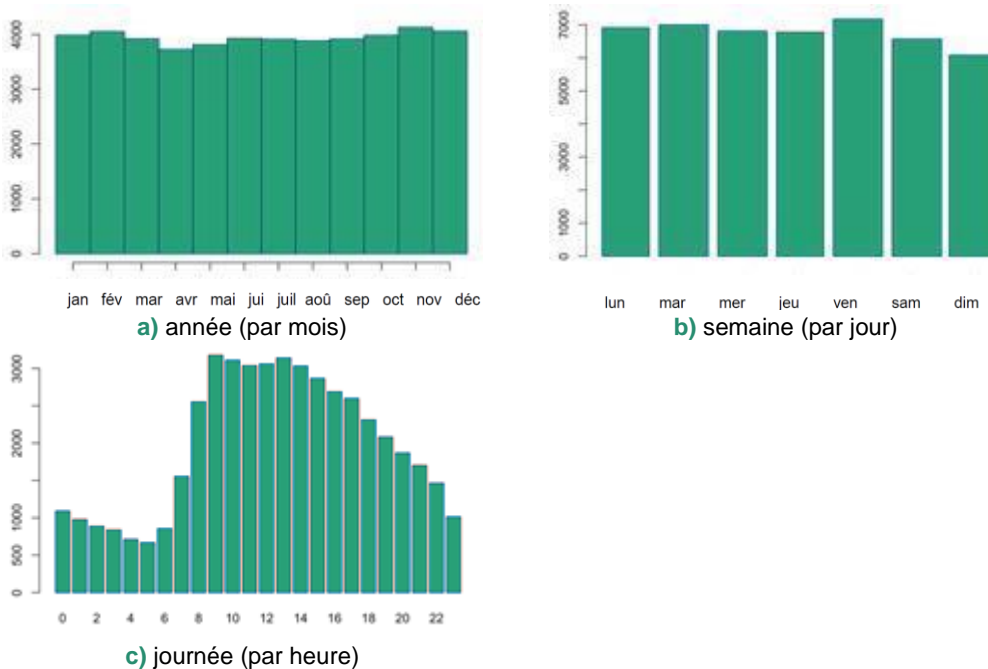 4000
3000
2000
1000
0
jan fév mar avr mai jui juil aoû sep oct nov déc
a) année (par mois)
7000
5000
3000
1000
0
lun mar mer jeu ven sam dim
b) semaine (par jour)
3000
2000
1000
500
0
0 2 4 6 8 10 12 14 16 18 20 22
c) journée (par heure)